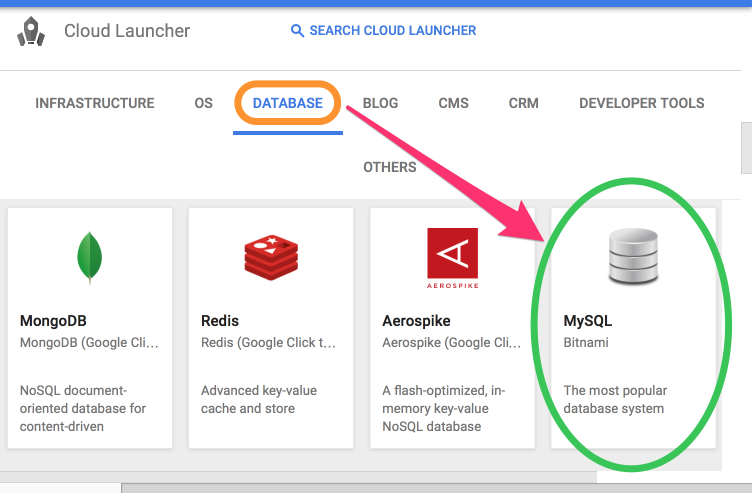 Cloud Launcher
SEARCH CLOUD LAUNCHER
INFRASTRUCTURE
OS
DATABASE
BLOG
CMS
CRM
DEVELOPER TOOLS
OTHERS
MongoDB
MongoDB (Google Cli...
NoSQL document-
oriented database for
content-driven
Redis
Redis (Google Click t...
Advanced key-value
cache and store
AEROSPIKE
Aerospike
Aerospike (Google Cli...
A flash-optimized, in-
memory key-value
NoSQL database
MySQL
Bitnami
The most popular
database system